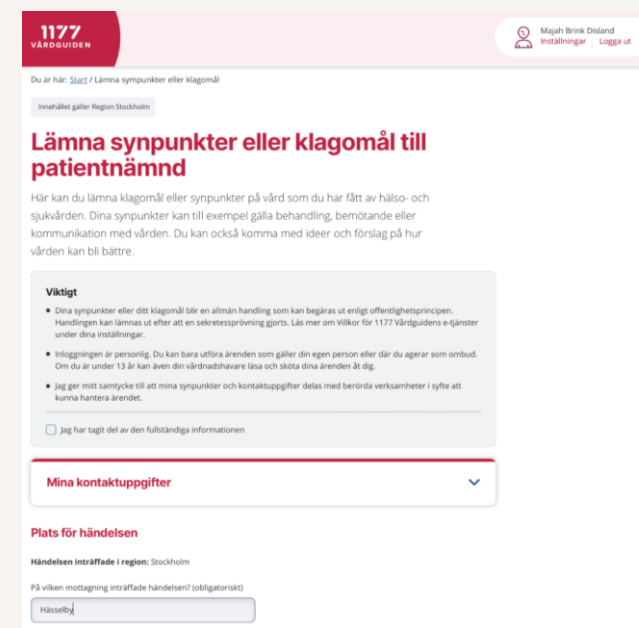 1177
VÅRDGUIDEN
Majah Brink Disland
Inställningar | Logga ut
Du är här: Start / Lämna synpunkter eller klagomål
Innehållet gäller Region Stockholm
Lämna synpunkter eller klagomål till
patientnämnd
Här kan du lämna klagomål eller synpunkter på vård som du har fått av hälso- och
sjukvården. Dina synpunkter kan till exempel gälla behandling, bemötande eller
kommunikation med vården. Du kan också komma med ideer och förslag på hur
vården kan bli bättre.
Viktigt
• Dina synpunkter eller ditt klagomål blir en allmän handling som kan begäras ut enligt offentlighetsprincipen.
Handlingen kan lämnas ut efter att en sekretessprövning gjorts. Läs mer om Villkor för 1177 Vårdguidens e-tjänster
under dina inställningar.
• Inloggningen är personlig. Du kan bara utföra ärenden som gäller din egen person eller där du agerar som ombud.
Om du är under 13 år kan även din vårdnadshavare läsa och sköta dina ärenden åt dig.
• Jag ger mitt samtycke till att mina synpunkter och kontaktuppgifter delas med berörda verksamheter i syfte att
kunna hantera ärendet.
Jag har tagit del av den fullständiga informationen
Mina kontaktuppgifter
Plats för händelsen
Händelsen inträffade i region: Stockholm
På vilken mottagning inträffade händelsen? (obligatoriskt)
Hässelby